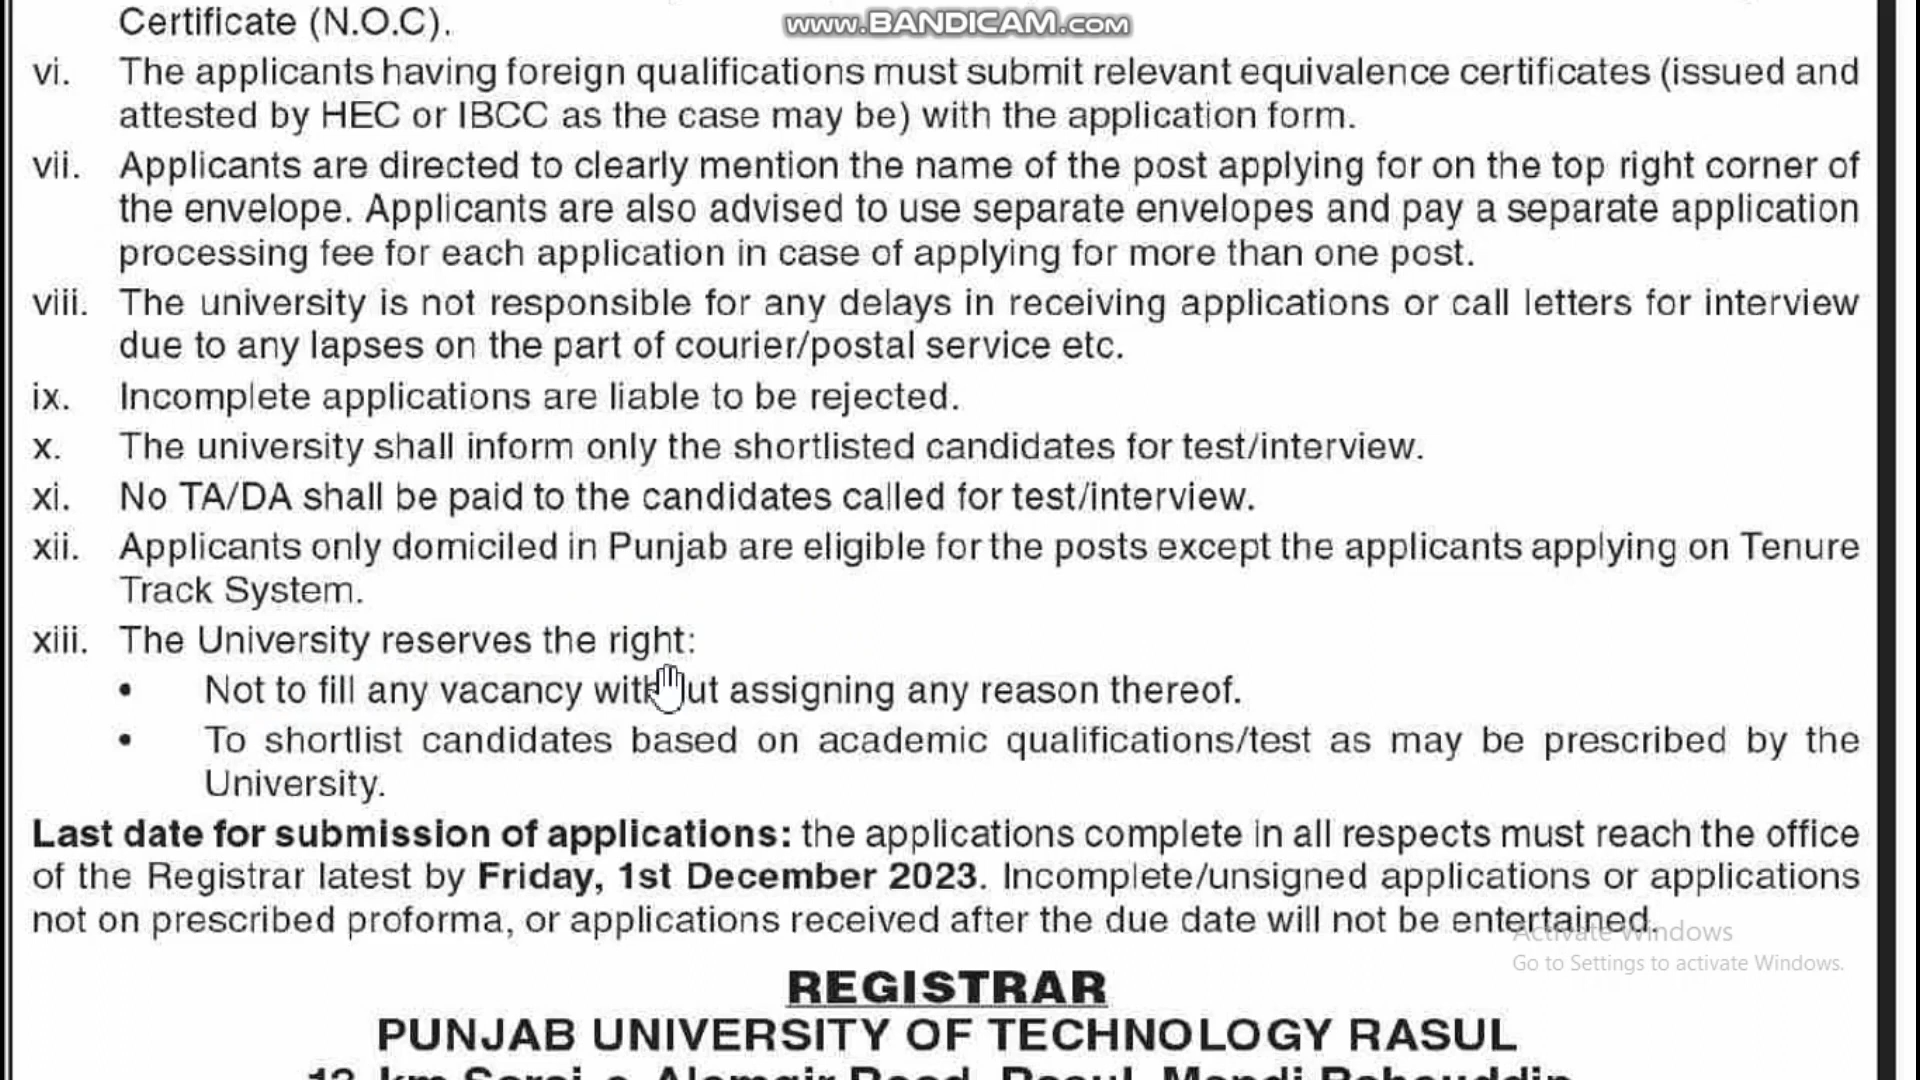 www.BANDICAM.com
Certificate (N.O.C).
vi. The applicants having foreign qualifications must submit relevant equivalence certificates (issued and
attested by HEC or IBCC as the case may be) with the application form.
vii. Applicants are directed to clearly mention the name of the post applying for on the top right corner of
the envelope. Applicants are also advised to use separate envelopes and pay a separate application
processing fee for each application in case of applying for more than one post.
viii. The university is not responsible for any delays in receiving applications or call letters for interview
due to any lapses on the part of courier/postal service etc.
ix. Incomplete applications are liable to be rejected.
x. The university shall inform only the shortlisted candidates for test/interview.
xi. No TA/DA shall be paid to the candidates called for test/interview.
xii. Applicants only domiciled in Punjab are eligible for the posts except the applicants applying on Tenure
Track System.
xiii. The University reserves the right:
• Not to fill any vacancy without assigning any reason thereof.
• To shortlist candidates based on academic qualifications/test as may be prescribed by the
University.
Last date for submission of applications: the applications complete in all respects must reach the office
of the Registrar latest by Friday, 1st December 2023. Incomplete/unsigned applications or applications
not on prescribed proforma, or applications received after the due date will not be entertained.
Activate Windows
Go to Settings to activate Windows.
REGISTRAR
PUNJAB UNIVERSITY OF TECHNOLOGY RASUL
km Sarai-e-Alamgir Road, Rasul, Mandi Bahauddin